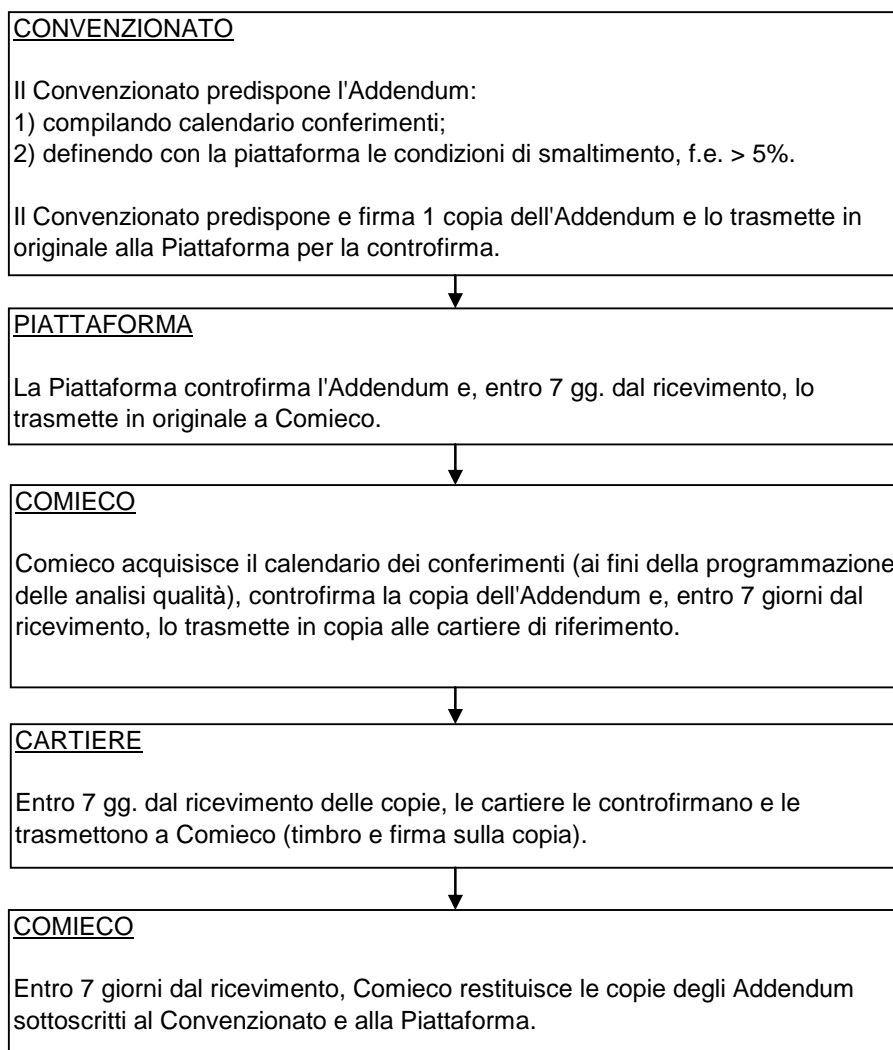 CONVENZIONATO
Il Convenzionato predispone l'Addendum:
1) compilando calendario conferimenti;
2) definendo con la piattaforma le condizioni di smaltimento, f.e. > 5%.
Il Convenzionato predispone e firma 1 copia dell'Addendum e lo trasmette in
originale alla Piattaforma per la controfirma.
PIATTAFORMA
La Piattaforma controfirma l'Addendum e, entro 7 gg. dal ricevimento, lo
trasmette in originale a Comieco.
COMIECO
Comieco acquisisce il calendario dei conferimenti (ai fini della programmazione
delle analisi qualità), controfirma la copia dell'Addendum e, entro 7 giorni dal
ricevimento, lo trasmette in copia alle cartiere di riferimento.
CARTIERE
Entro 7 gg. dal ricevimento delle copie, le cartiere le controfirmano e le
trasmettono a Comieco (timbro e firma sulla copia).
COMIECO
Entro 7 giorni dal ricevimento, Comieco restituisce le copie degli Addendum
sottoscritti al Convenzionato e alla Piattaforma.